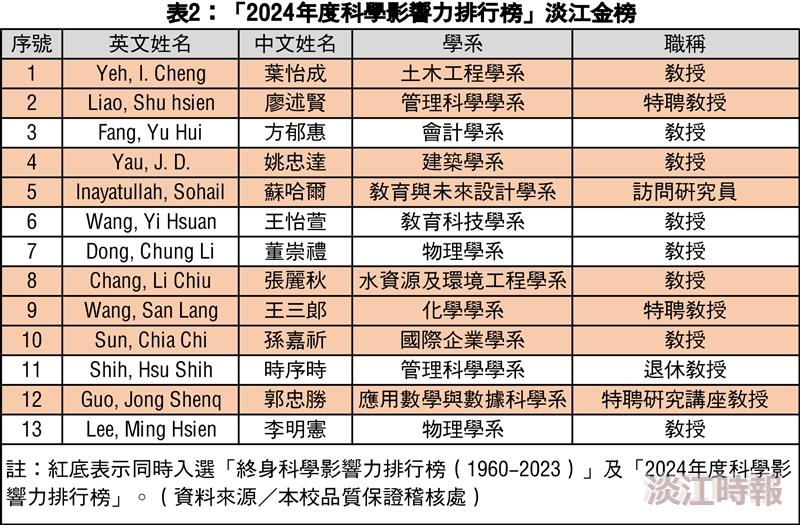 表2：「2024年度科學影響力排行榜」淡江金榜
序號 英文姓名 中文姓名 學系 職稱
1 Yeh, I. Cheng 葉怡成 土木工程學系 教授
2 Liao, Shu hsien 廖述賢 管理科學學系 特聘教授
3 Fang, Yu Hui 方郁惠 會計學系 教授
4 Yau, J. D. 姚忠達 建築學系 教授
5 Inayatullah, Sohail 蘇哈爾 教育與未來設計學系 訪問研究員
6 Wang, Yi Hsuan 王怡萱 教育科技學系 教授
7 Dong, Chung Li 董崇禮 物理學系 教授
8 Chang, Li Chiu 張麗秋 水資源及環境工程學系 教授
9 Wang, San Lang 王三郎 化學學系 特聘教授
10 Sun, Chia Chi 孫嘉祈 國際企業學系 教授
11 Shih, Hsu Shih 時序時 管理科學學系 退休教授
12 Guo, Jong Shenq 郭忠勝 應用數學與數據科學系 特聘研究講座教授
13 Lee, Ming Hsien 李明憲 物理學系 教授
註：紅底表示同時入選「終身科學影響力排行榜（1960–2023）」及「2024年度科學影
響力排行榜」。（資料來源／本校品質保證稽核處）
淡江時報